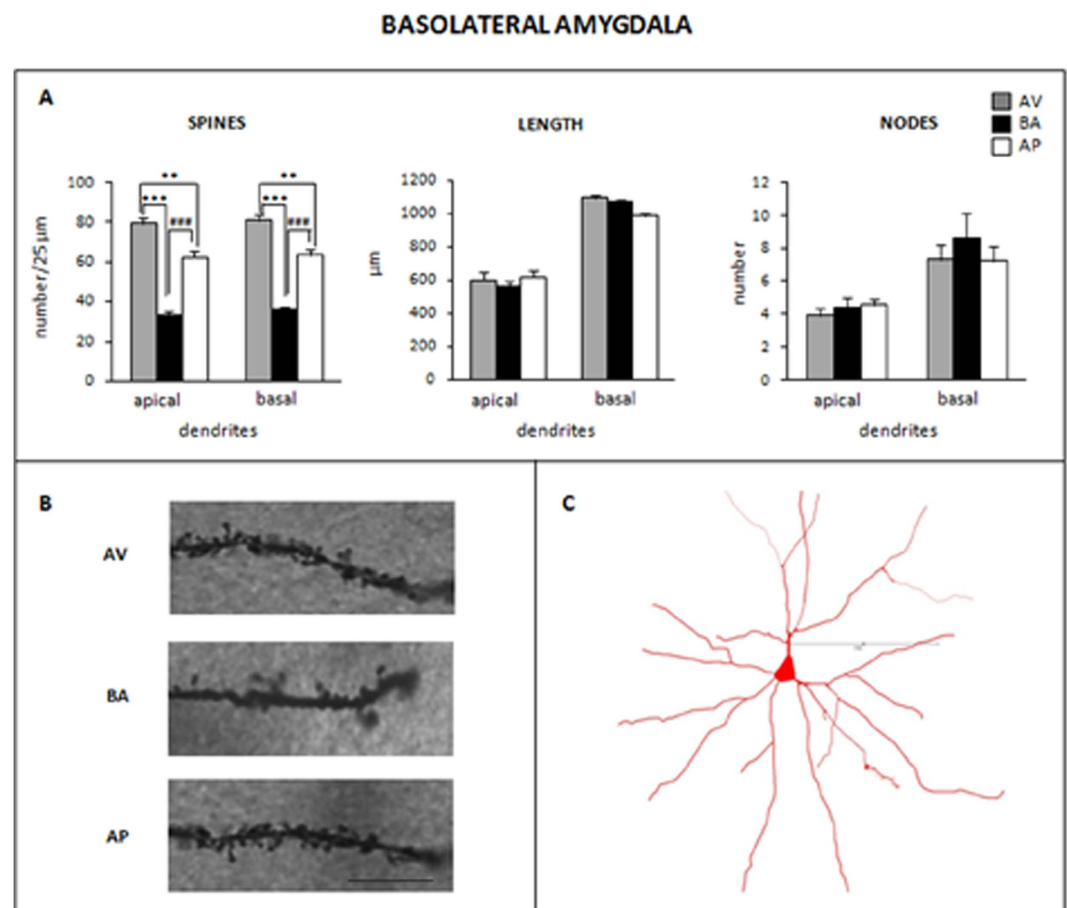 BASOLATERAL AMYGDALA
A
AV
BA
AP
SPINES
LENGTH
NODES
number/25 µm
100
80
60
40
20
0
**
***
###
**
***
###
apical
basal
dendrites
µm
1200
1000
800
600
400
200
0
apical
basal
dendrites
number
12
10
8
6
4
2
0
apical
basal
dendrites
B
AV
BA
AP
C